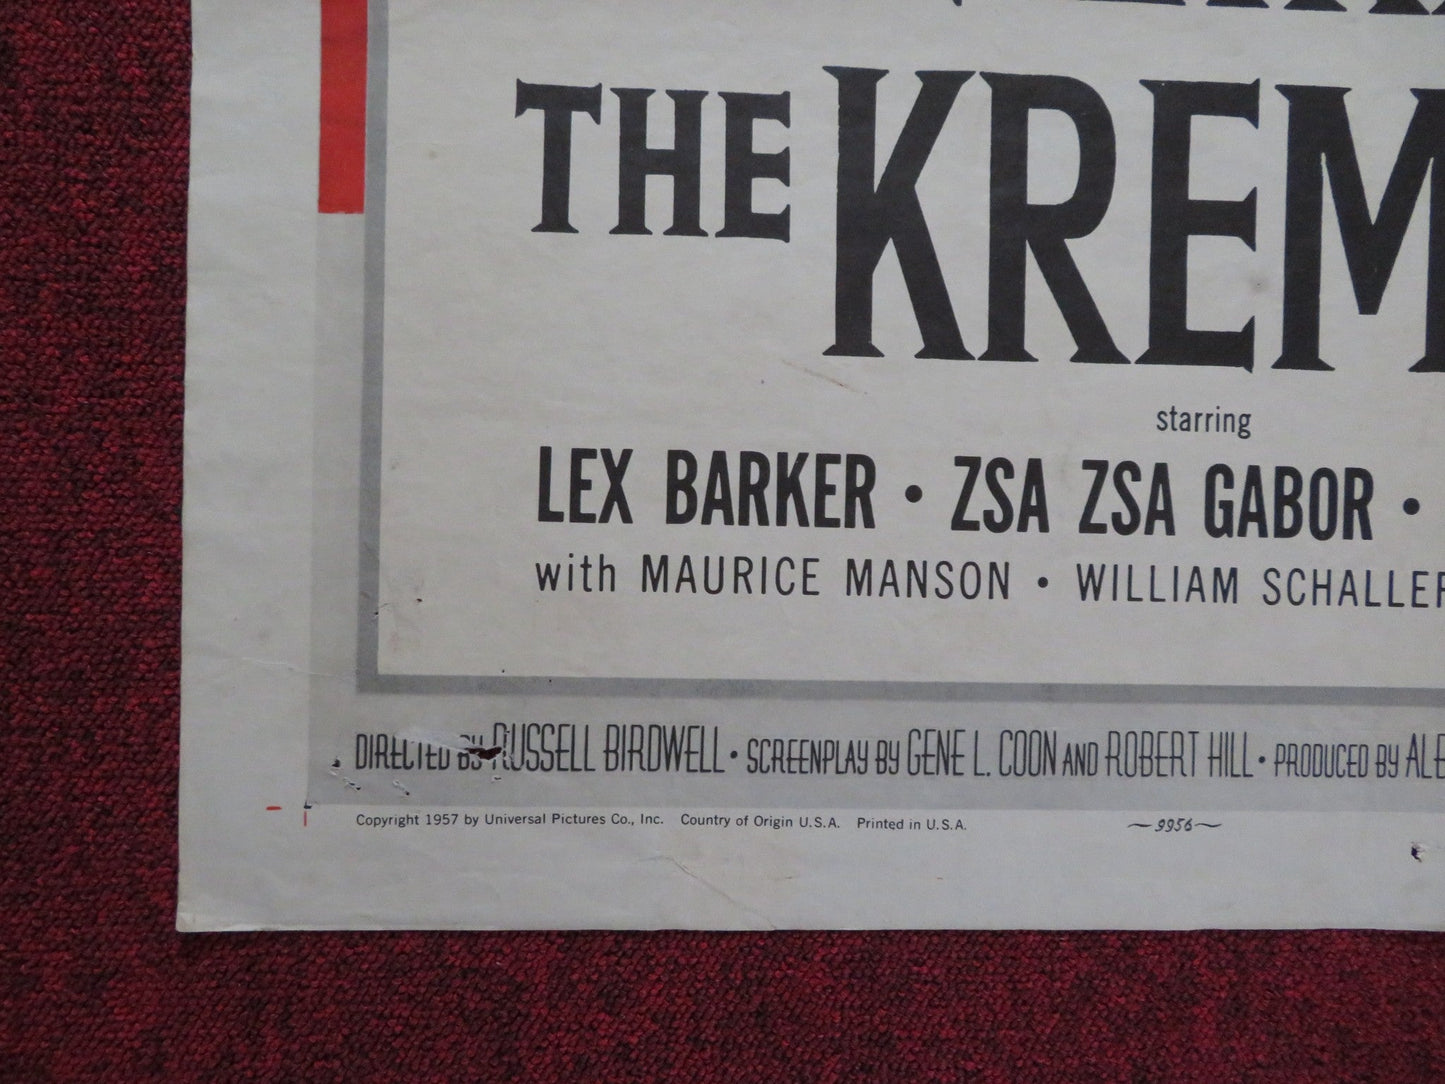 THE KREM
starring
LEX BARKER • ZSA ZSA GABOR •
with MAURICE MANSON • WILLIAM SCHALLER
DIRECTED BY RUSSELL BIRDWELL • SCREENPLAY BY GENE L. COON AND ROBERT HILL • PRODUCED BY ALE
Copyright 1957 by Universal Pictures Co., Inc. Country of Origin U.S.A. Printed in U.S.A. ~9956~